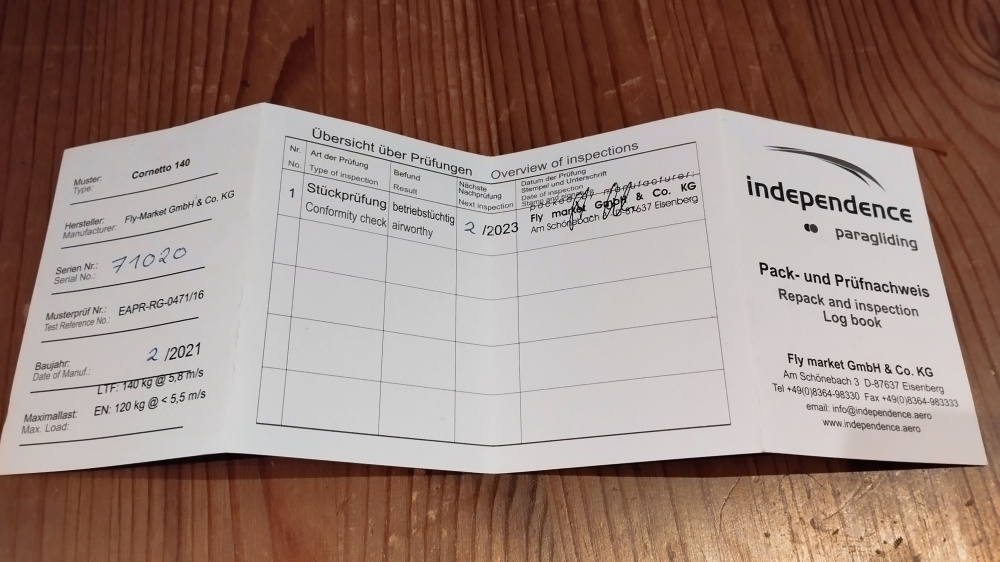 Muster: Cornetto 140
Type:
Hersteller: Fly-Market GmbH & Co. KG
Manufacturer:
Serien Nr.: 71020
Serial No.:
Musterprüf Nr.: EAPR-RG-0471/16
Test Reference No.:
Baujahr: 2 /2021
Date of Manuf.:
LTF: 140 kg @ 5,8 m/s
Maximallast: EN: 120 kg @ < 5,5 m/s
Max. Load:
Übersicht über Prüfungen Overview of inspections
Nr. Art der Prüfung Befund Nächste Nachprüfung Datum der Prüfung
Stempel und Unterschrift
No. Type of inspection Result Next inspection Date of inspection
Stamp and
1 Stückprüfung betriebstüchtig 2 /2023 packed by manufacturer:
Conformity check airworthy Fly market GmbH & Co. KG
Am Schönebach D-87637 Eisenberg
independence
paragliding
Pack- und Prüfnachweis
Repack and inspection
Log book
Fly market GmbH & Co. KG
Am Schönebach 3 D-87637 Eisenberg
Tel +49(0)8364-98330 Fax +49(0)8364-983333
email: info@independence.aero
www.independence.aero